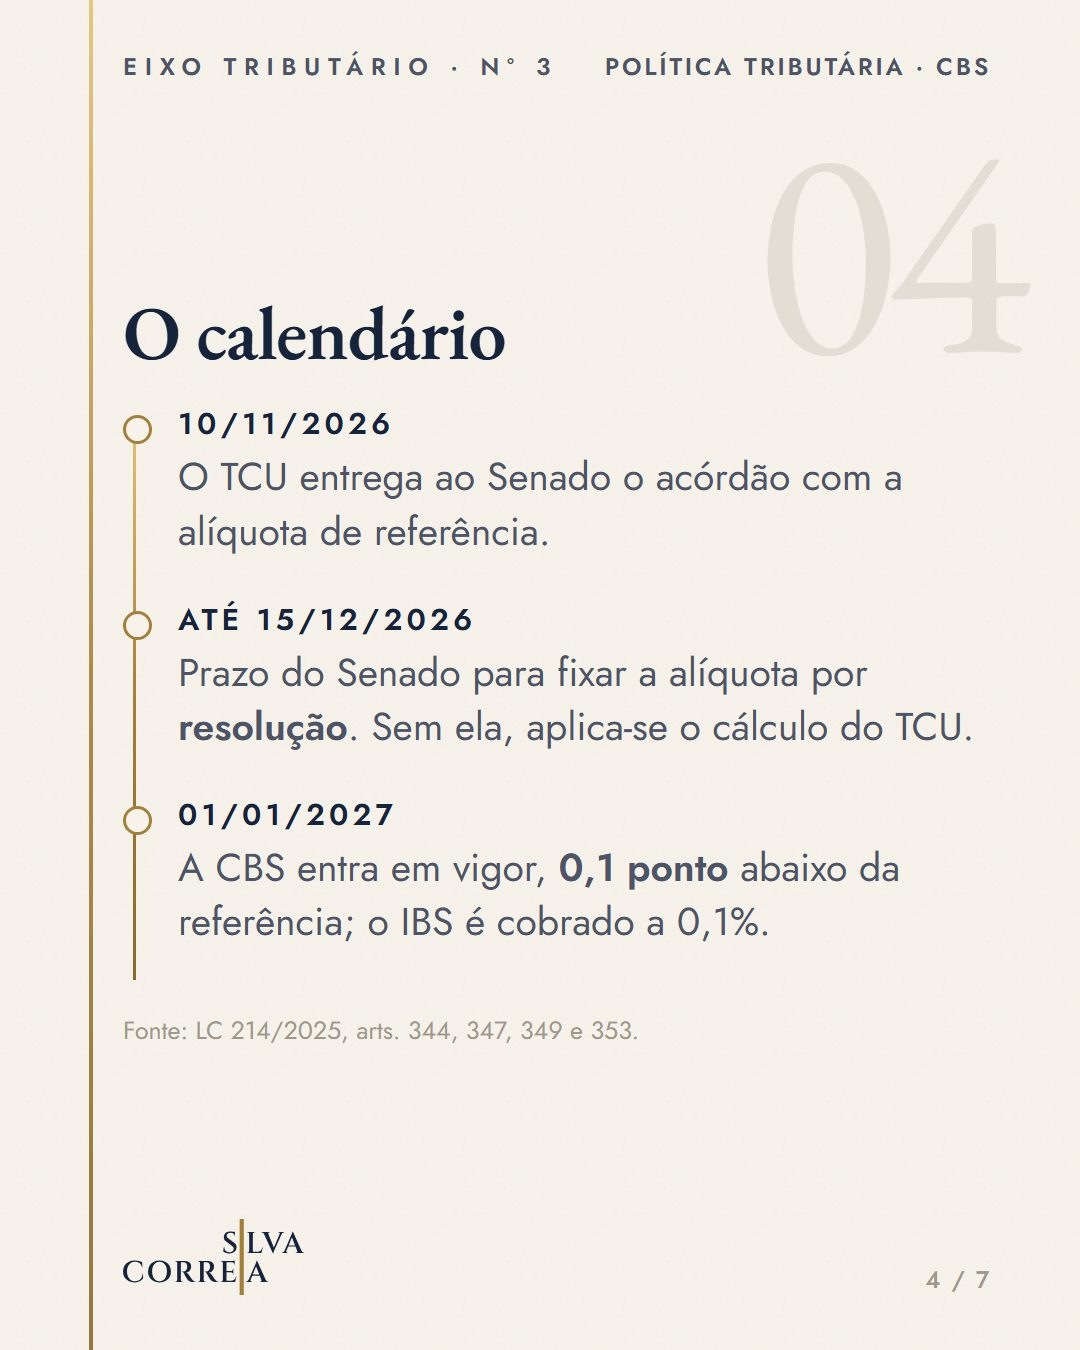 EIXO TRIBUTÁRIO · N° 3
POLÍTICA TRIBUTÁRIA · CBS
04
O calendário
10/11/2026
O TCU entrega ao Senado o acórdão com a
alíquota de referência.
ATÉ 15/12/2026
Prazo do Senado para fixar a alíquota por
resolução. Sem ela, aplica-se o cálculo do TCU.
01/01/2027
A CBS entra em vigor, 0,1 ponto abaixo da
referência; o IBS é cobrado a 0,1%.
Fonte: LC 214/2025, arts. 344, 347, 349 e 353.
SILVA
CORREIA
4 / 7